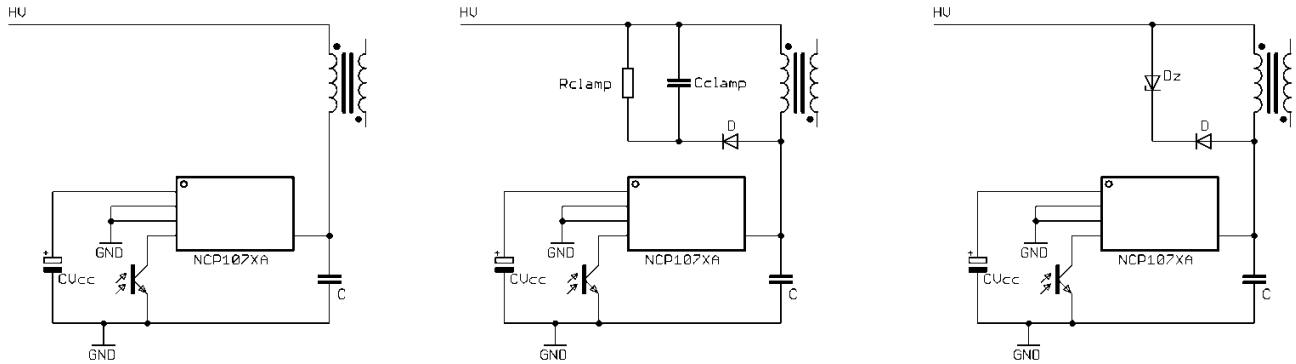 HV
GND
NCP107XA
+
CVcc
C
GND
HV
Rclamp
Cclamp
D
GND
NCP107XA
+
CVcc
C
GND
HV
Dz
D
GND
NCP107XA
+
CVcc
C
GND